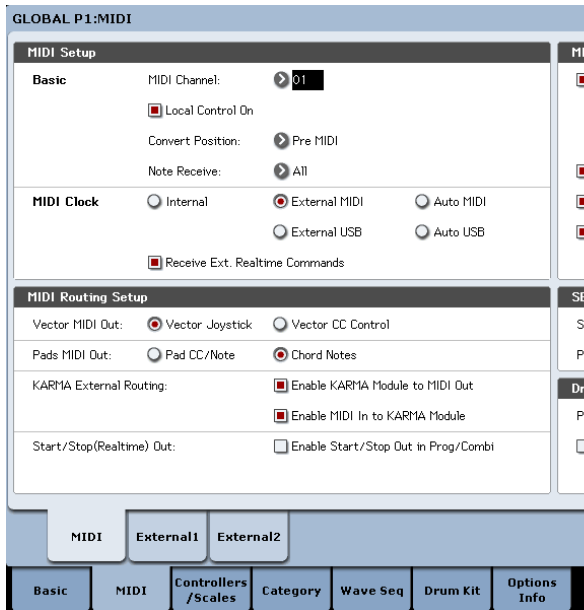 GLOBAL P1:MIDI
MIDI Setup
Basic MIDI Channel: 01
Local Control On
Convert Position: Pre MIDI
Note Receive: All
MIDI Clock Internal External MIDI Auto MIDI
External USB Auto USB
Receive Ext. Realtime Commands
MIDI Routing Setup
Vector MIDI Out: Vector Joystick Vector CC Control
Pads MIDI Out: Pad CC/Note Chord Notes
KARMA External Routing: Enable KARMA Module to MIDI Out
Enable MIDI In to KARMA Module
Start/Stop(Realtime) Out: Enable Start/Stop Out in Prog/Combi
MIDI External1 External2
Basic MIDI Controllers /Scales Category Wave Seq Drum Kit Options Info